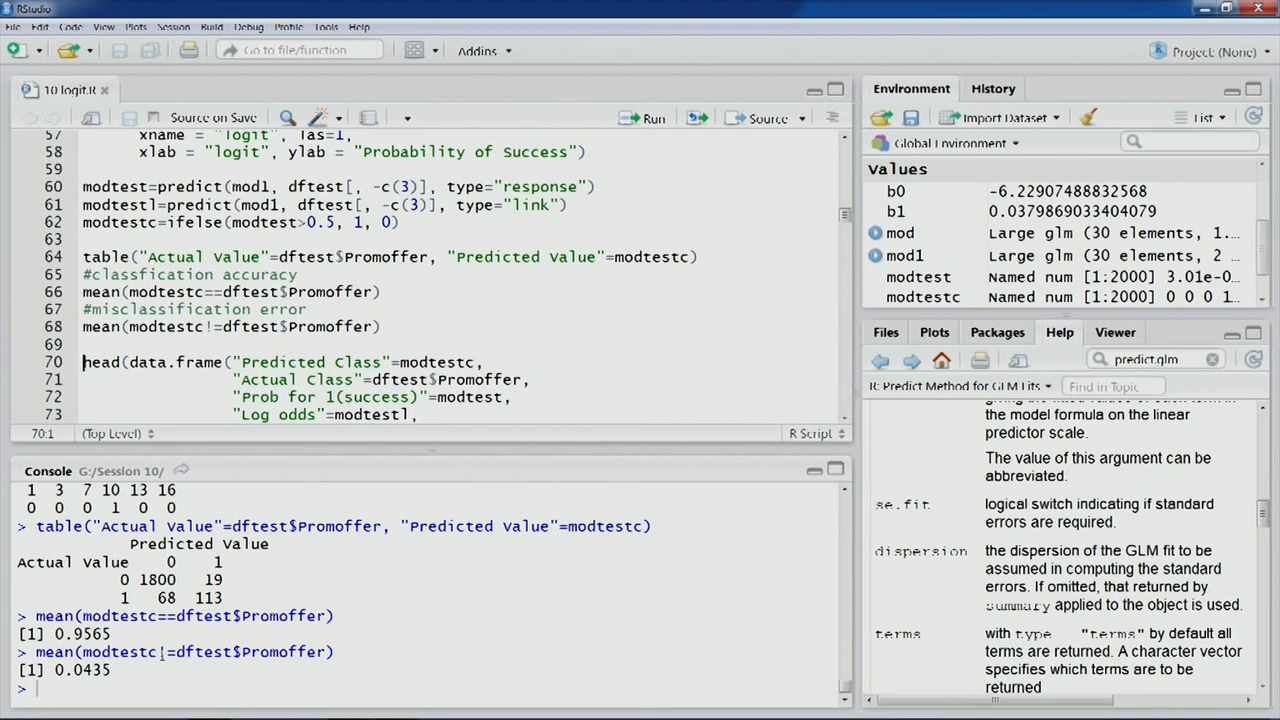 RStudio
File Edit Code View Plots Session Build Debug Profile Tools Help
Go to file/function Addins Project: (None)
10 logit.R
Source on Save Run Source
57 xname = "logit", las=1,
58 xlab = "logit", ylab = "Probability of Success")
59
60 modtest=predict(mod1, dftest[, -c(3)], type="response")
61 modtestl=predict(mod1, dftest[, -c(3)], type="link")
62 modtestc=ifelse(modtest>0.5, 1, 0)
63
64 table("Actual Value"=dftest$Promoffer, "Predicted Value"=modtestc)
65 #classfication accuracy
66 mean(modtestc==dftest$Promoffer)
67 #misclassification error
68 mean(modtestc!=dftest$Promoffer)
69
70 head(data.frame("Predicted Class"=modtestc,
71 "Actual Class"=dftest$Promoffer,
72 "Prob for 1(success)"=modtest,
73 "Log odds"=modtestl,
70:1 (Top Level) R Script
Console G:/Session 10/
1 3 7 10 13 16
0 0 0 1 0 0
> table("Actual Value"=dftest$Promoffer, "Predicted Value"=modtestc)
Predicted Value
Actual Value 0 1
0 1800 19
1 68 113
> mean(modtestc==dftest$Promoffer)
[1] 0.9565
> mean(modtestc!=dftest$Promoffer)
[1] 0.0435
>
Environment History
Import Dataset List
Global Environment
Values
b0 -6.22907488832568
b1 0.0379869033404079
mod Large glm (30 elements, 1.…
mod1 Large glm (30 elements, 2 …
modtest Named num [1:2000] 3.01e-0…
modtestc Named num [1:2000] 0 0 0 1…
Files Plots Packages Help Viewer
predict.glm
R: Predict Method for GLM Fits Find in Topic
the model formula on the linear
predictor scale.
The value of this argument can be
abbreviated.
se.fit logical switch indicating if standard
errors are required.
dispersion the dispersion of the GLM fit to be
assumed in computing the standard
errors. If omitted, that returned by
summary applied to the object is used.
terms with type "terms" by default all
terms are returned. A character vector
specifies which terms are to be
returned